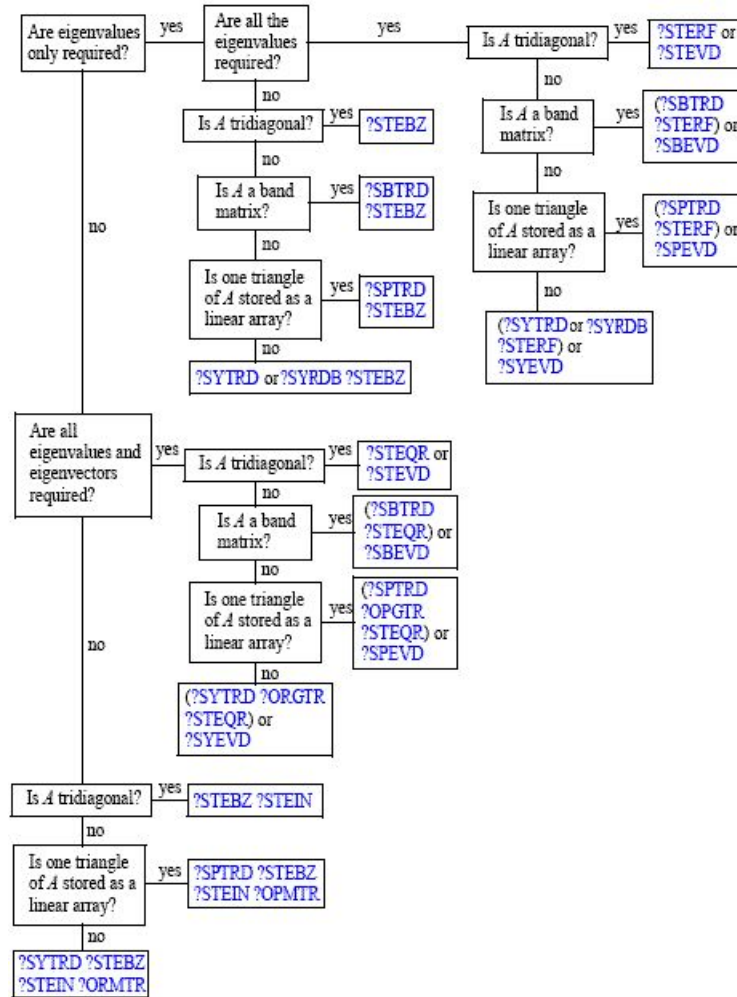 Are eigenvalues
only required?
yes
Are all the
eigenvalues
required?
yes
Is A tridiagonal?
yes
?STERF or
?STEVD
no
no
Is A tridiagonal?
yes
?STEBZ
Is A a band
matrix?
yes
(?SBTRD
?STERF) or
?SBEVD
no
no
Is A a band
matrix?
yes
?SBTRD
?STEBZ
Is one triangle
of A stored as a
linear array?
yes
(?SPTRD
?STERF) or
?SPEVD
no
no
Is one triangle
of A stored as a
linear array?
yes
?SPTRD
?STEBZ
no
(?SYTRD or ?SYRDB
?STERF) or
?SYEVD
no
?SYTRD or ?SYRDB ?STEBZ
Are all
eigenvalues and
eigenvectors
required?
yes
Is A tridiagonal?
yes
?STEQR or
?STEVD
no
Is A a band
matrix?
yes
(?SBTRD
?STEQR) or
?SBEVD
no
Is one triangle
of A stored as a
linear array?
yes
(?SPTRD
?OPGTR
?STEQR) or
?SPEVD
no
no
(?SYTRD ?ORGTR
?STEQR) or
?SYEVD
Is A tridiagonal?
yes
?STEBZ ?STEIN
no
Is one triangle
of A stored as a
linear array?
yes
?SPTRD ?STEBZ
?STEIN ?OPMTR
no
?SYTRD ?STEBZ
?STEIN ?ORMTR